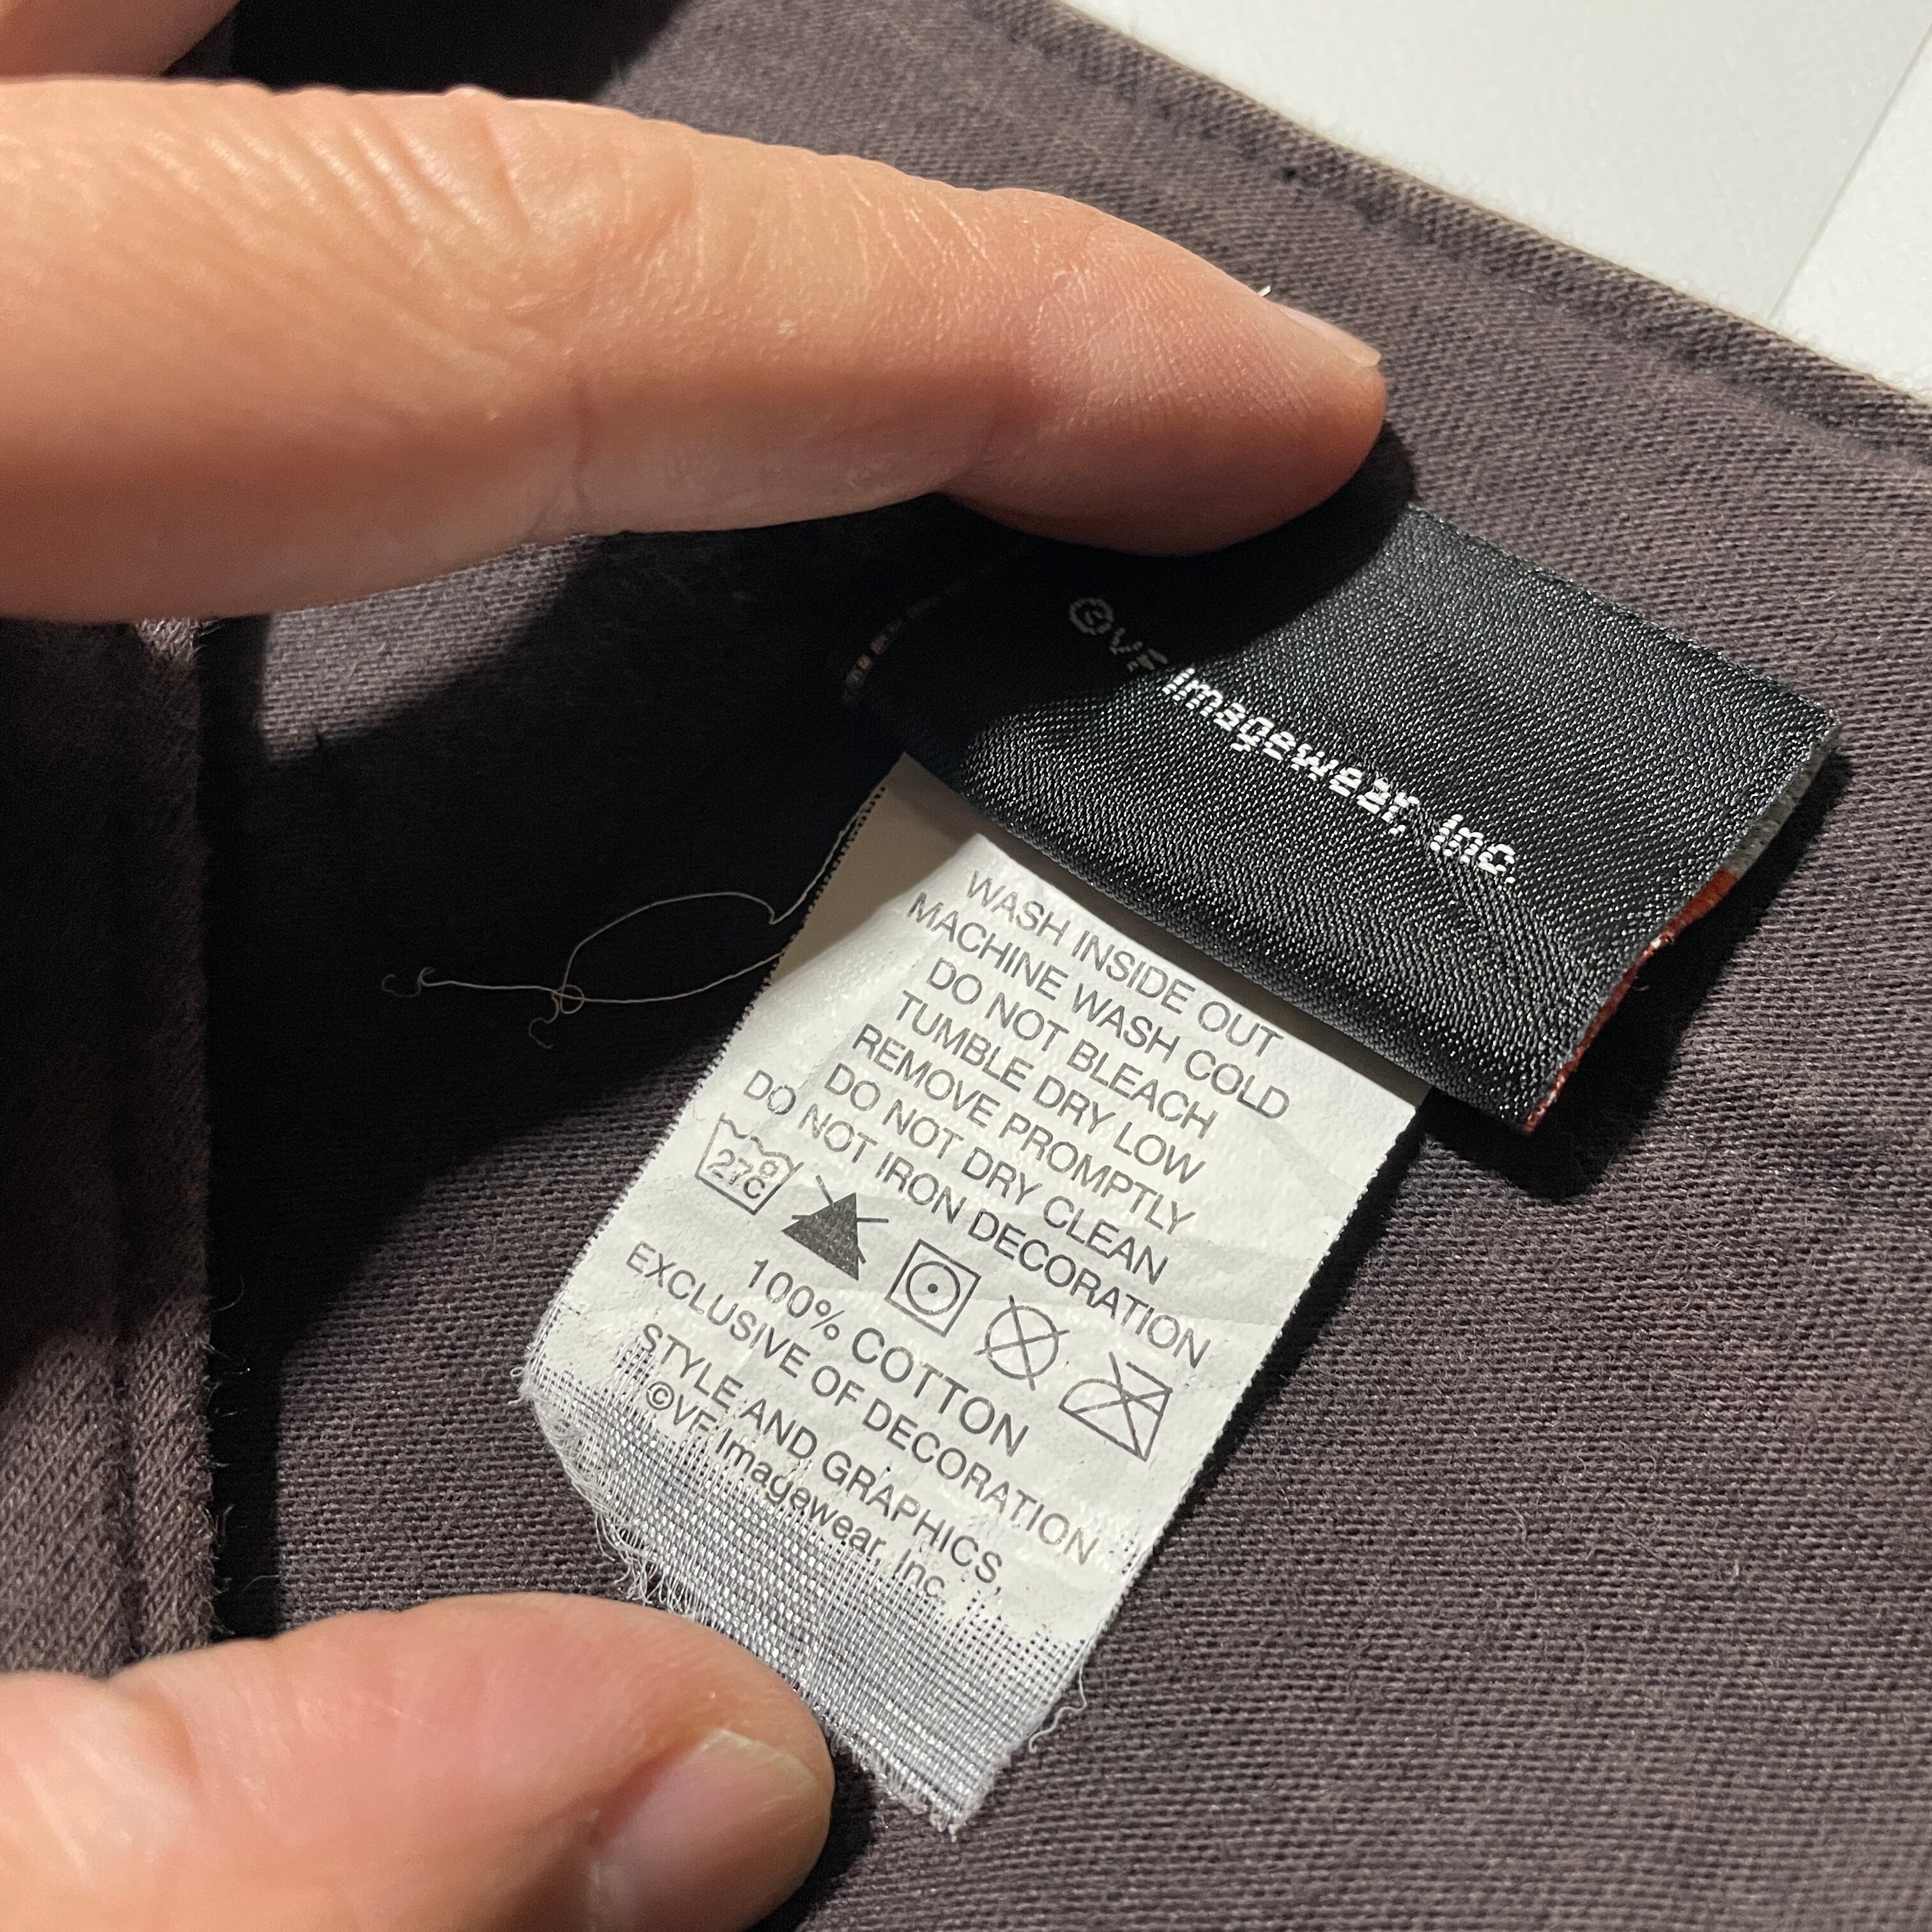 ©VF Imagewear, Inc.
WASH INSIDE OUT
MACHINE WASH COLD
DO NOT BLEACH
TUMBLE DRY LOW
REMOVE PROMPTLY
DO NOT DRY CLEAN
DO NOT IRON DECORATION
27°C
100% COTTON
EXCLUSIVE OF DECORATION
STYLE AND GRAPHICS,
©VF Imagewear, Inc.